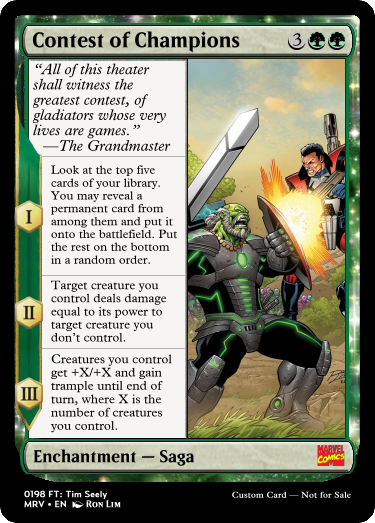 Contest of Champions 3
“All of this theater
shall witness the
greatest contest, of
gladiators whose very
lives are games.”
—The Grandmaster
I
Look at the top five
cards of your library.
You may reveal a
permanent card from
among them and put it
onto the battlefield. Put
the rest on the bottom
in a random order.
II
Target creature you
control deals damage
equal to its power to
target creature you
don’t control.
III
Creatures you control
get +X/+X and gain
trample until end of
turn, where X is the
number of creatures
you control.
Enchantment — Saga
MARVEL
COMICS
0198 FT: Tim Seely
MRV • EN Ron Lim
Custom Card — Not for Sale